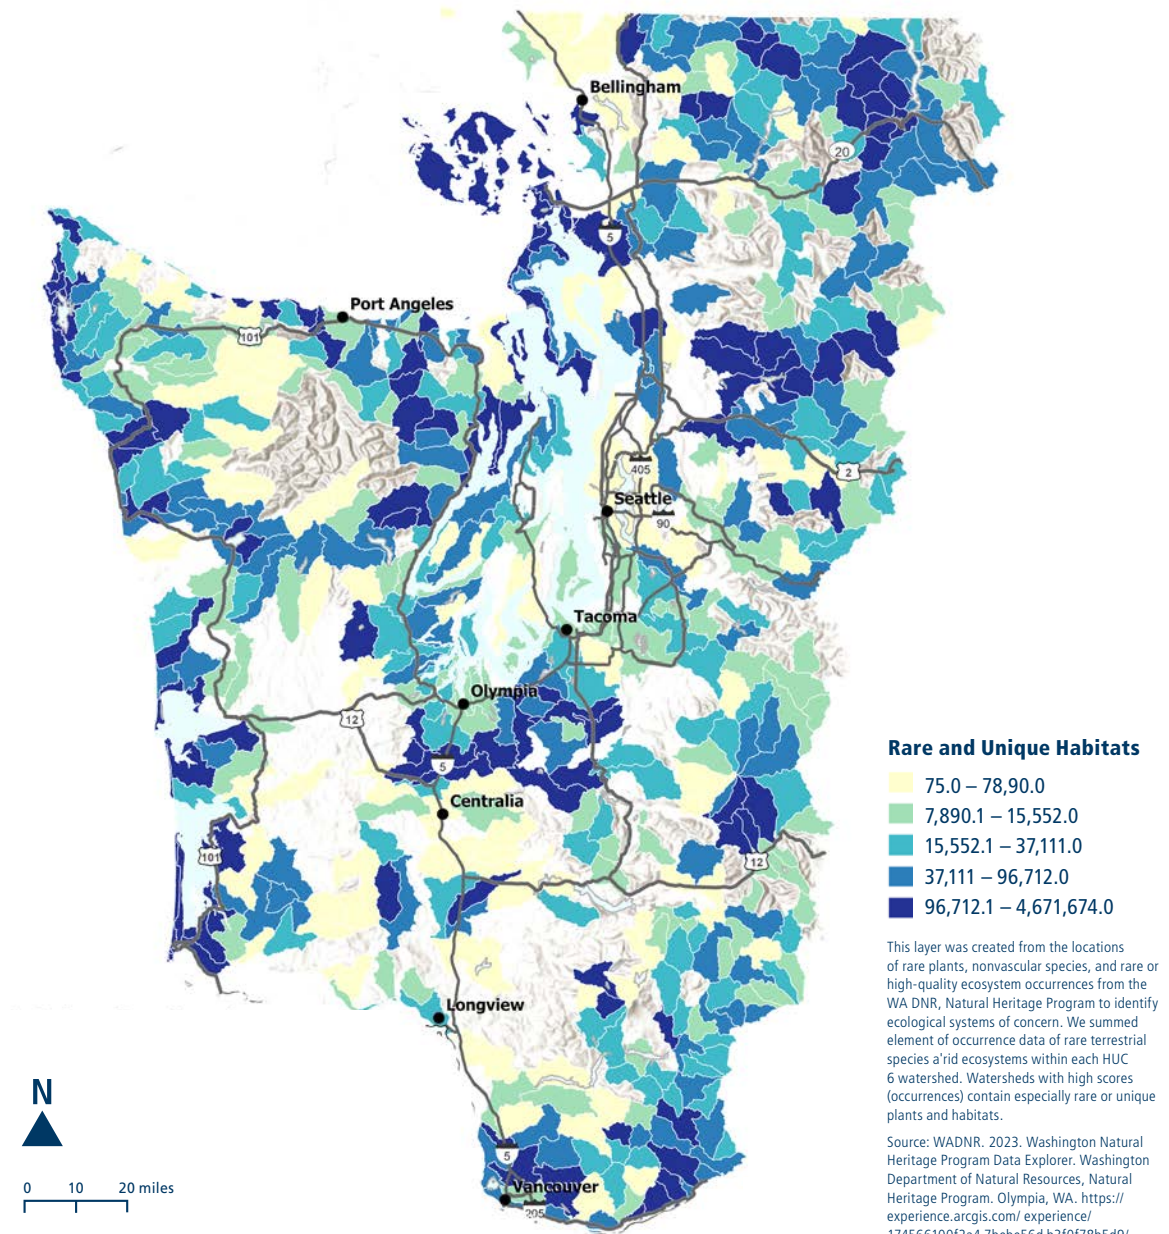 Bellingham
20
5
Port Angeles
101
2
405
Seattle
90
Tacoma
Olympia
12
5
Centralia
101
12
Longview
5
Vancouver
205
N
0 10 20 miles
Rare and Unique Habitats
75.0 – 78,90.0
7,890.1 – 15,552.0
15,552.1 – 37,111.0
37,111 – 96,712.0
96,712.1 – 4,671,674.0
This layer was created from the locations
of rare plants, nonvascular species, and rare or
high-quality ecosystem occurrences from the
WA DNR, Natural Heritage Program to identify
ecological systems of concern. We summed
element of occurrence data of rare terrestrial
species a'rid ecosystems within each HUC
6 watershed. Watersheds with high scores
(occurrences) contain especially rare or unique
plants and habitats.
Source: WADNR. 2023. Washington Natural
Heritage Program Data Explorer. Washington
Department of Natural Resources, Natural
Heritage Program. Olympia, WA. https://
experience.arcgis.com/ experience/